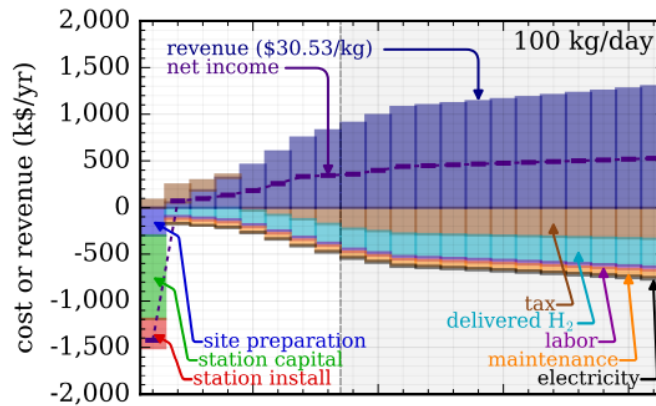 2,000
1,500
1,000
500
0
-500
-1,000
-1,500
-2,000
cost or revenue (k$/yr)
100 kg/day
revenue ($30.53/kg)
net income
tax
delivered H₂
labor
maintenance
electricity
site preparation
station capital
station install